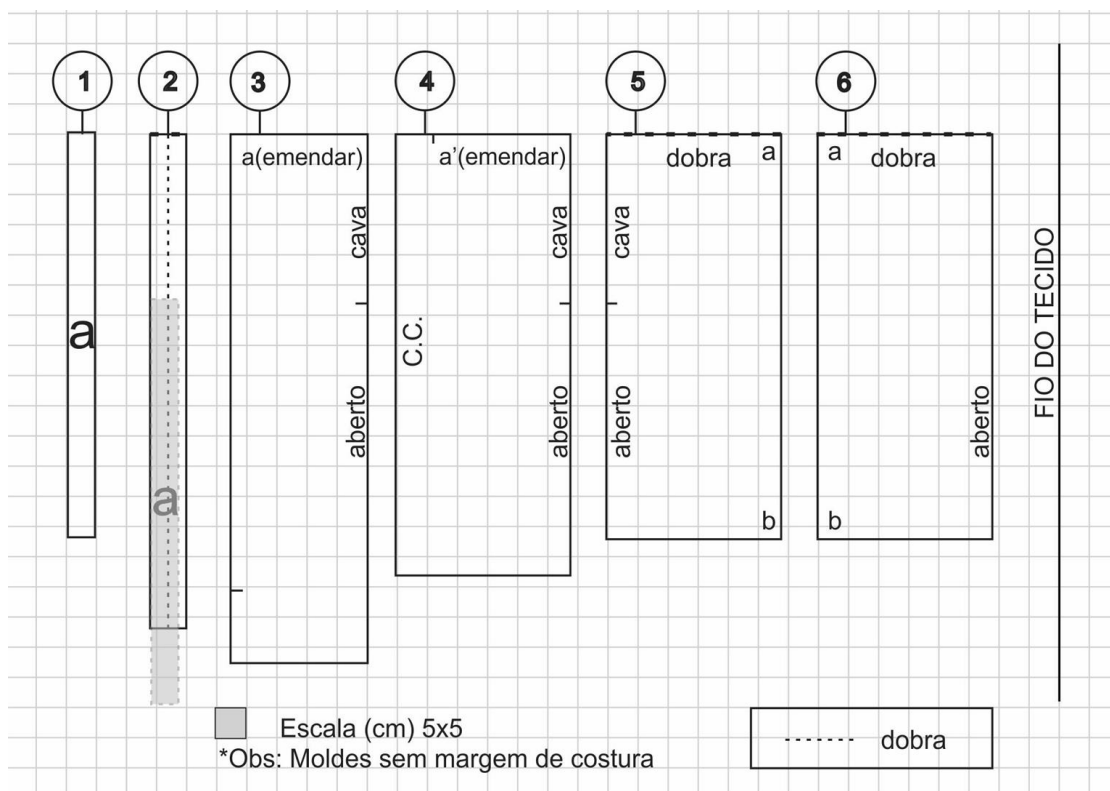 1
2
3
4
5
6
a(emendar)
a'(emendar)
dobra
a
a
dobra
cava
cava
cava
FIO DO TECIDO
a
C.C.
aberto
aberto
aberto
aberto
a
b
b
Escala (cm) 5x5
*Obs: Moldes sem margem de costura
dobra